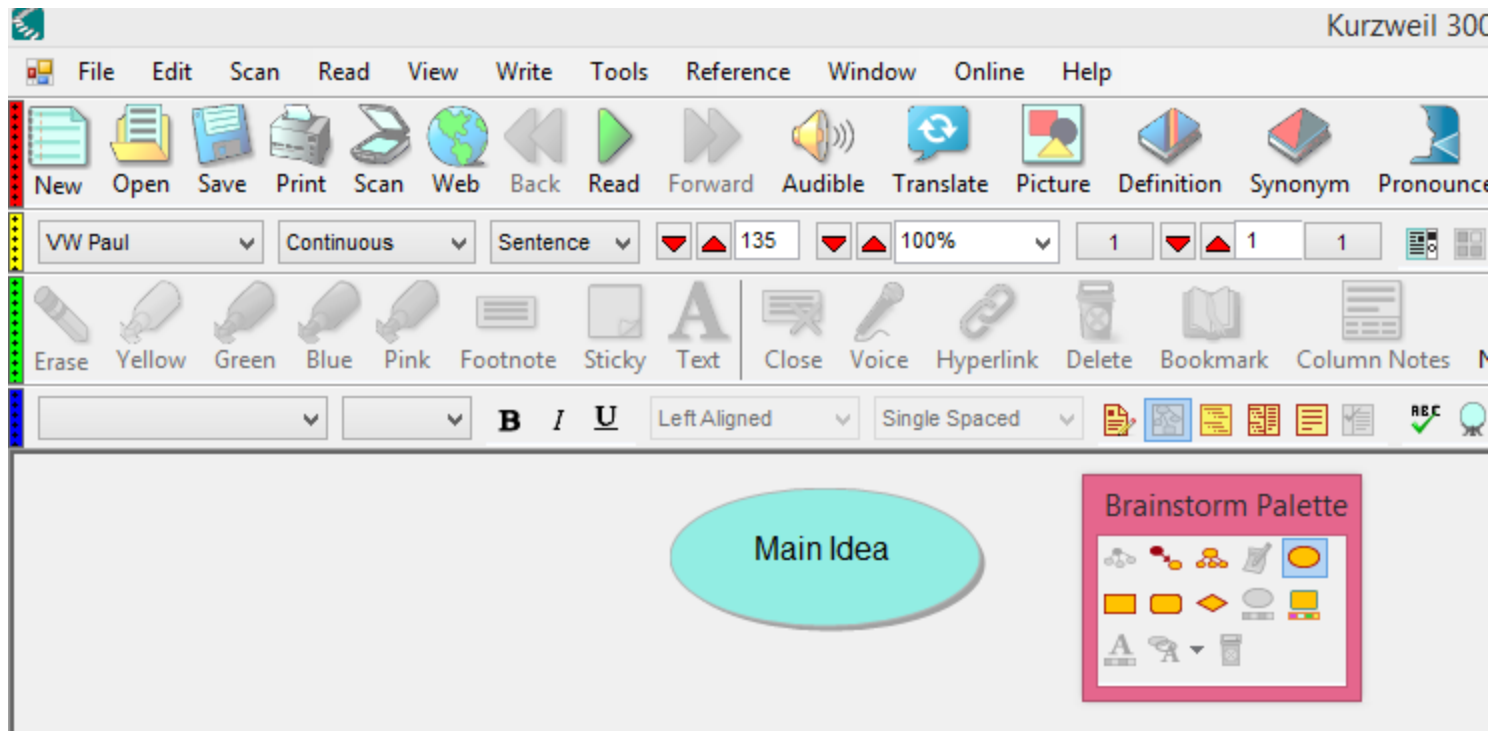 Kurzweil 300
File Edit Scan Read View Write Tools Reference Window Online Help
New Open Save Print Scan Web Back Read Forward Audible Translate Picture Definition Synonym Pronounce
VW Paul Continuous Sentence 135 100% 1 1 1
Erase Yellow Green Blue Pink Footnote Sticky Text Close Voice Hyperlink Delete Bookmark Column Notes N
B I U Left Aligned Single Spaced ABC
Main Idea
Brainstorm Palette